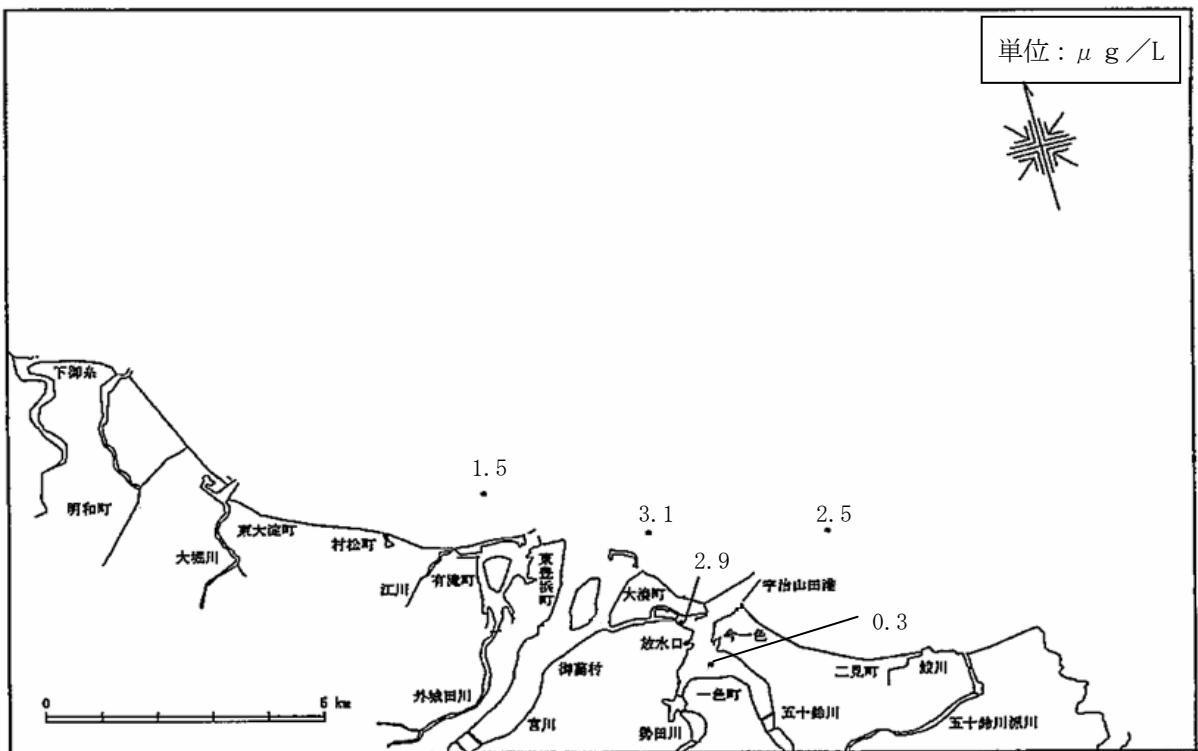 単位：μg／L
下御糸
1.5
3.1
2.5
明和町
東大淀町
2.9
村松町
大堀川
江川
有滝町
東豊浜町
大湊町
宇治山田港
0.3
放水口
今一色
御薗村
二見町
鮫川
0
5 km
外城田川
宮川
一色町
勢田川
五十鈴川
五十鈴川派川